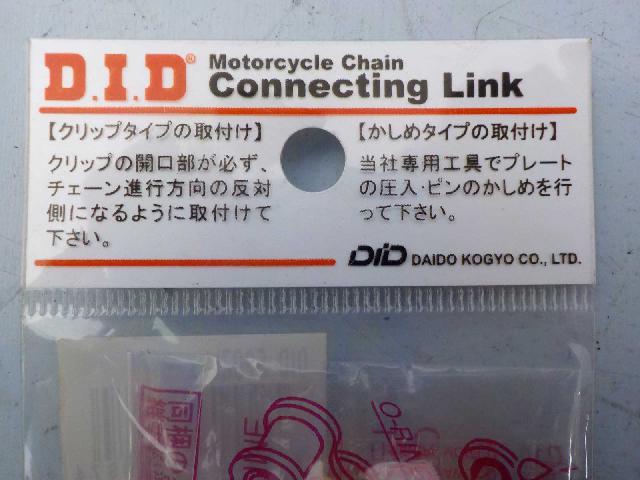 D.I.D® Motorcycle Chain
Connecting Link
【クリップタイプの取付け】
クリップの開口部が必ず、
チェーン進行方向の反対
側になるように取付けて
下さい。
【かしめタイプの取付け】
当社専用工具でプレート
の圧入・ピンのかしめを行
って下さい。
DID DAIDO KOGYO CO., LTD.